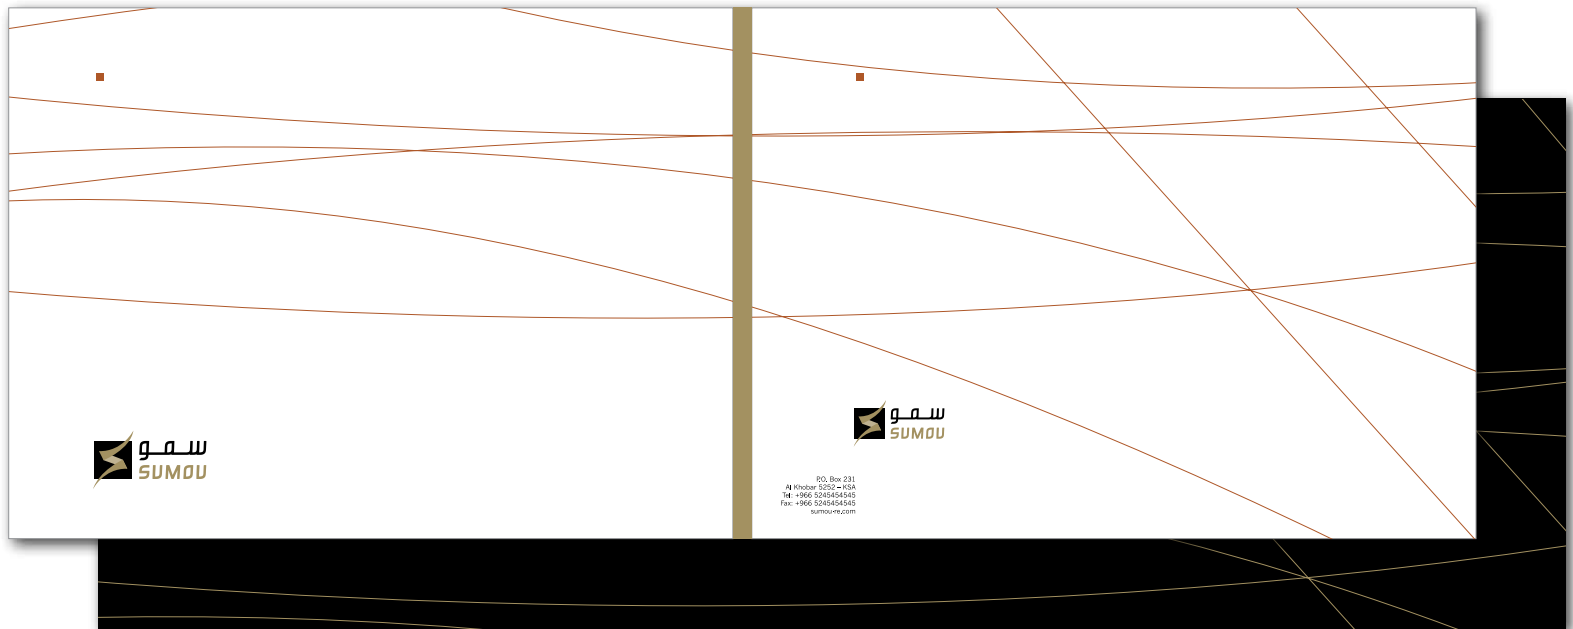 سمو
SUMOU
سمو
SUMOU
P.O. Box 231
Al Khobar 5252 – KSA
Tel: +966 5245454545
Fax: +966 5245454545
sumou-re.com